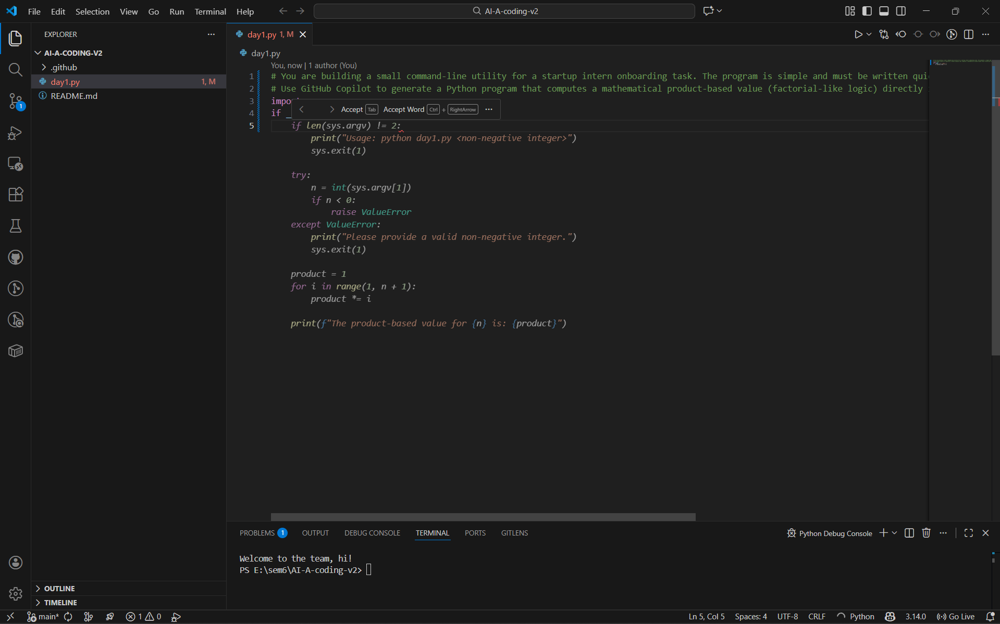 File Edit Selection View Go Run Terminal Help
AI-A-coding-v2
EXPLORER
AI-A-CODING-V2
.github
day1.py 1, M
README.md
OUTLINE
TIMELINE
day1.py 1, M
day1.py
You, now | 1 author (You)
1 # You are building a small command-line utility for a startup intern onboarding task. The program is simple and must be written
2 # Use GitHub Copilot to generate a Python program that computes a mathematical product-based value (factorial-like logic) directly
3 impo
4 if _
Accept Tab Accept Word Ctrl + RightArrow
5 if len(sys.argv) != 2:
print("Usage: python day1.py <non-negative integer>")
sys.exit(1)
try:
n = int(sys.argv[1])
if n < 0:
raise ValueError
except ValueError:
print("Please provide a valid non-negative integer.")
sys.exit(1)
product = 1
for i in range(1, n + 1):
product *= i
print(f"The product-based value for {n} is: {product}")
PROBLEMS 1 OUTPUT DEBUG CONSOLE TERMINAL PORTS GITLENS
Python Debug Console
Welcome to the team, hi!
PS E:\sem6\AI-A-coding-v2>
1
main* 1 0
Ln 5, Col 5 Spaces: 4 UTF-8 CRLF Python 3.14.0 Go Live